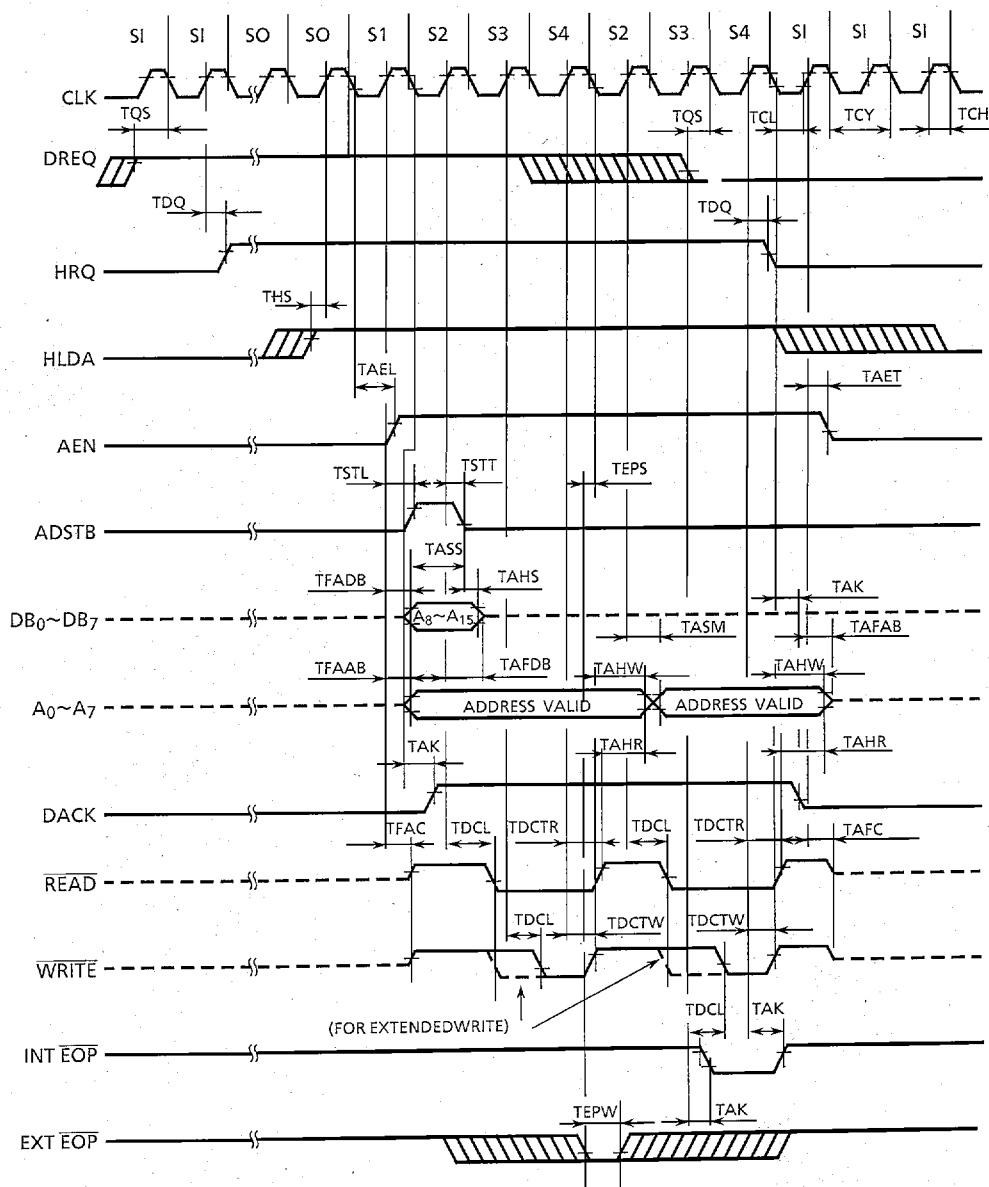 SI SI SO SO S1 S2 S3 S4 S2 S3 S4 SI SI SI
CLK
TQS TQS TCL TCY TCH
DREQ
TDQ TDQ
HRQ
THS
HLDA
TAEL TAET
AEN
TSTL TSTT TEPS
ADSTB
TASS
TFADB TAHS TAK
DB0~DB7 A8~A15
TASM TAFAB
TFAAB TAFDB TAHW TAHW
A0~A7 ADDRESS VALID ADDRESS VALID
TAK TAHR TAHR
DACK
TFAC TDCL TDCTR TDCL TDCTR TAFC
READ
TDCL TDCTW TDCTW
WRITE
(FOR EXTENDEDWRITE)
TDCL TAK
INT EOP
TEPW TAK
EXT EOP